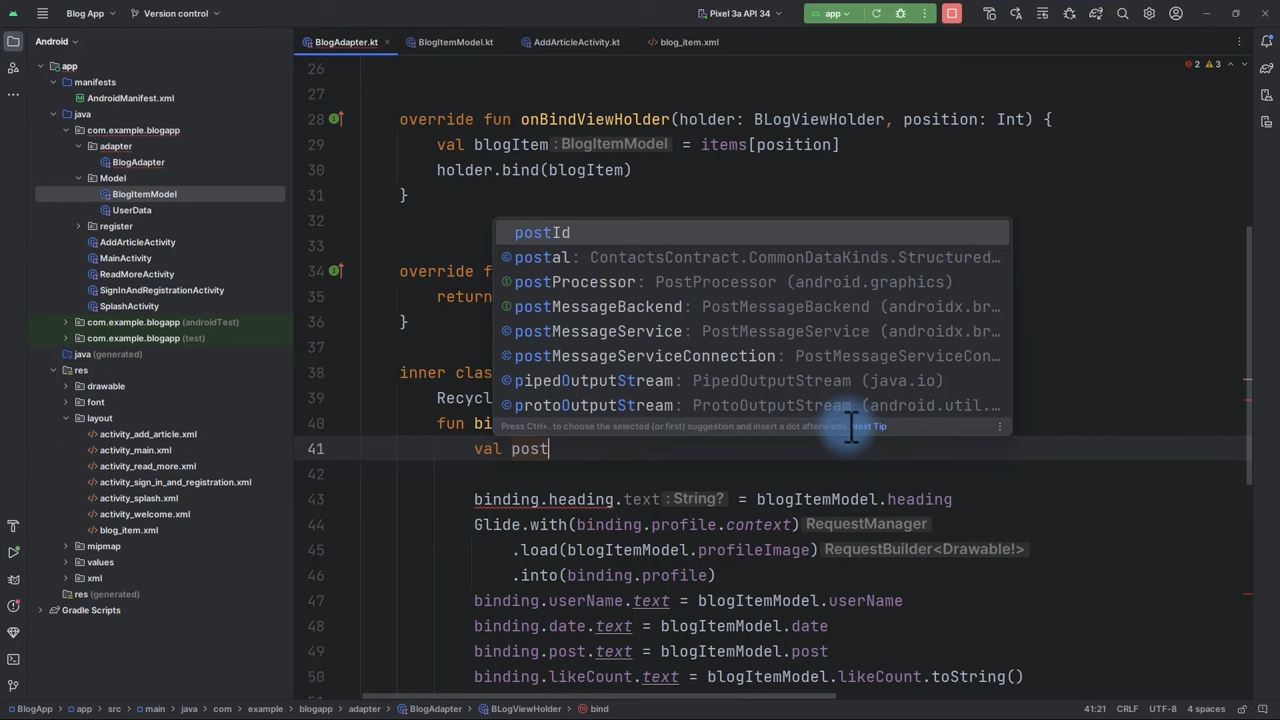 Blog App
Version control
Pixel 3a API 34
app
Android
BlogAdapter.kt
BlogItemModel.kt
AddArticleActivity.kt
blog_item.xml
2
3
app
manifests
AndroidManifest.xml
java
com.example.blogapp
adapter
BlogAdapter
Model
BlogItemModel
UserData
register
AddArticleActivity
MainActivity
ReadMoreActivity
SignInAndRegistrationActivity
SplashActivity
com.example.blogapp (androidTest)
com.example.blogapp (test)
java (generated)
res
drawable
font
layout
activity_add_article.xml
activity_main.xml
activity_read_more.xml
activity_sign_in_and_registration.xml
activity_splash.xml
activity_welcome.xml
blog_item.xml
mipmap
values
xml
res (generated)
Gradle Scripts
26
27
28 override fun onBindViewHolder(holder: BLogViewHolder, position: Int) {
29 val blogItem : BlogItemModel = items[position]
30 holder.bind(blogItem)
31 }
32
33
34 override f
35 return
36 }
37
38 inner clas
39 Recycl
40 fun bi
41 val post
42
43 binding.heading.text : String? = blogItemModel.heading
44 Glide.with(binding.profile.context) RequestManager
45 .load(blogItemModel.profileImage) RequestBuilder<Drawable!>
46 .into(binding.profile)
47 binding.userName.text = blogItemModel.userName
48 binding.date.text = blogItemModel.date
49 binding.post.text = blogItemModel.post
50 binding.likeCount.text = blogItemModel.likeCount.toString()
postId
postal: ContactsContract.CommonDataKinds.Structured…
postProcessor: PostProcessor (android.graphics)
postMessageBackend: PostMessageBackend (androidx.br…
postMessageService: PostMessageService (androidx.br…
postMessageServiceConnection: PostMessageServiceCon…
pipedOutputStream: PipedOutputStream (java.io)
protoOutputStream: ProtoOutputStream (android.util.…
Press Ctrl+. to choose the selected (or first) suggestion and insert a dot afterwards Next Tip
BlogApp > app > src > main > java > com > example > blogapp > adapter > BlogAdapter > BLogViewHolder > bind
41:21 CRLF UTF-8 4 spaces